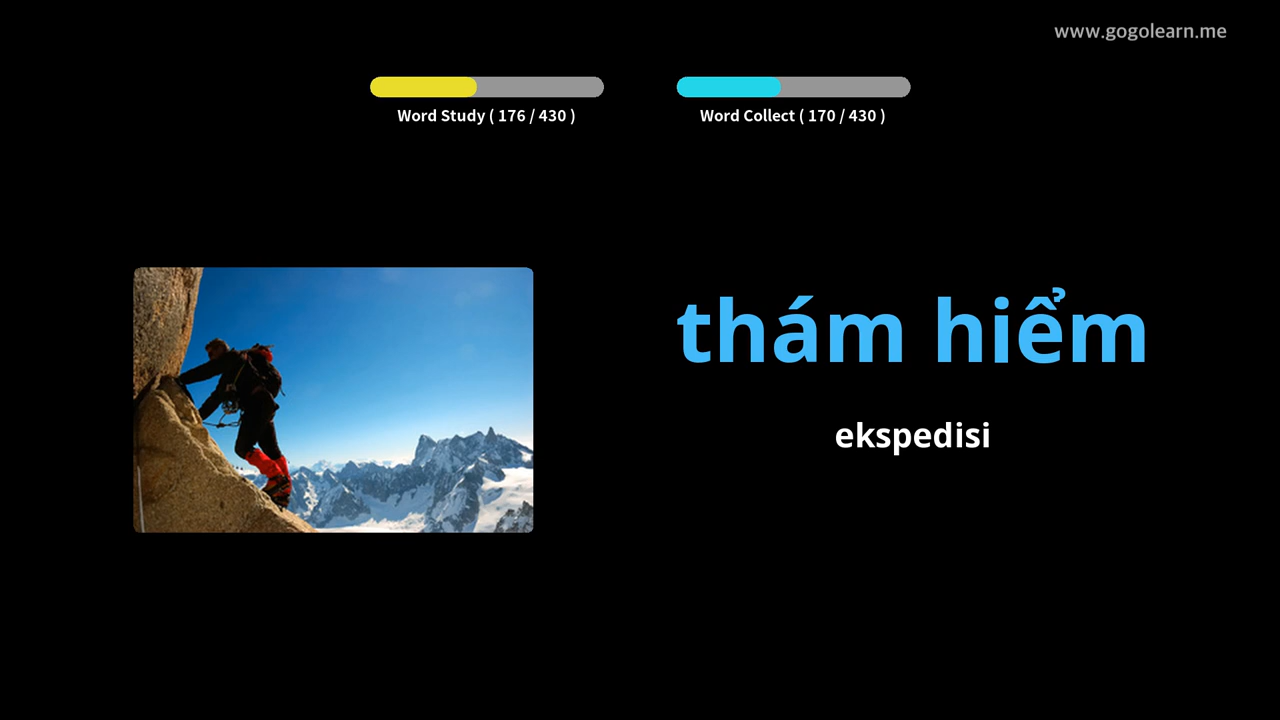 www.gogolearn.me
Word Study ( 176 / 430 )
Word Collect ( 170 / 430 )
thám hiểm
ekspedisi